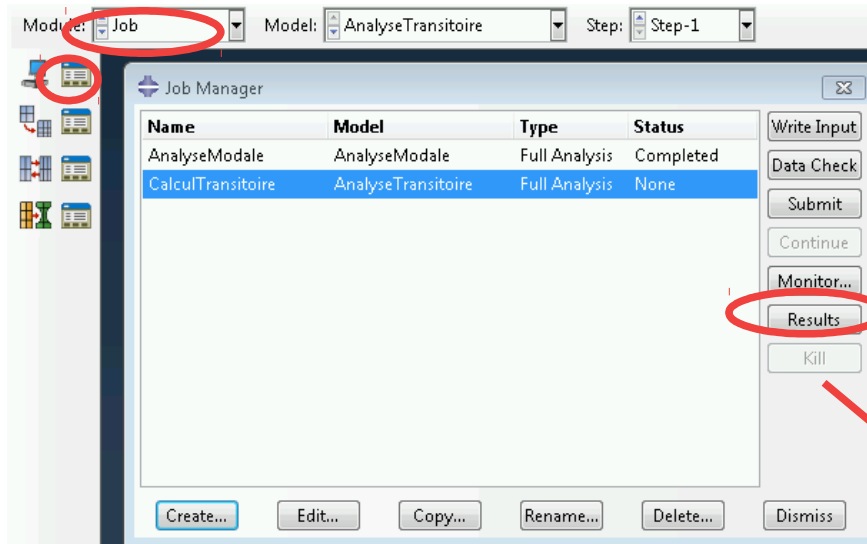 Module: Job Model: AnalyseTransitoire Step: Step-1
Job Manager
Name Model Type Status
AnalyseModale AnalyseModale Full Analysis Completed
CalculTransitoire AnalyseTransitoire Full Analysis None
Write Input
Data Check
Submit
Continue
Monitor...
Results
Kill
Create... Edit... Copy... Rename... Delete... Dismiss